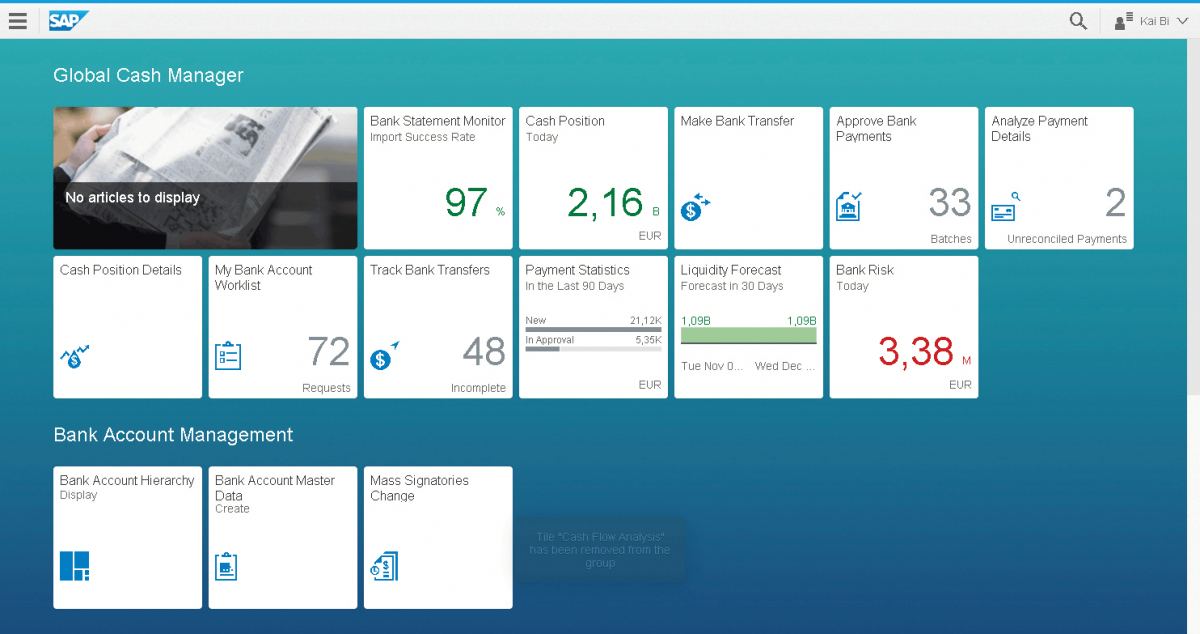 SAP
Kai Bi
Global Cash Manager
No articles to display
Bank Statement Monitor
Import Success Rate
97 %
Cash Position
Today
2,16 B
EUR
Make Bank Transfer
Approve Bank
Payments
33
Batches
Analyze Payment
Details
2
Unreconciled Payments
Cash Position Details
My Bank Account
Worklist
72
Requests
Track Bank Transfers
48
Incomplete
Payment Statistics
In the Last 90 Days
New 21,12K
In Approval 5,35K
EUR
Liquidity Forecast
Forecast in 30 Days
1,09B 1,09B
Tue Nov 0... Wed Dec ...
Bank Risk
Today
3,38 M
EUR
Bank Account Management
Bank Account Hierarchy
Display
Bank Account Master
Data
Create
Mass Signatories
Change
Tile "Cash Flow Analysis"
has been removed from the
group